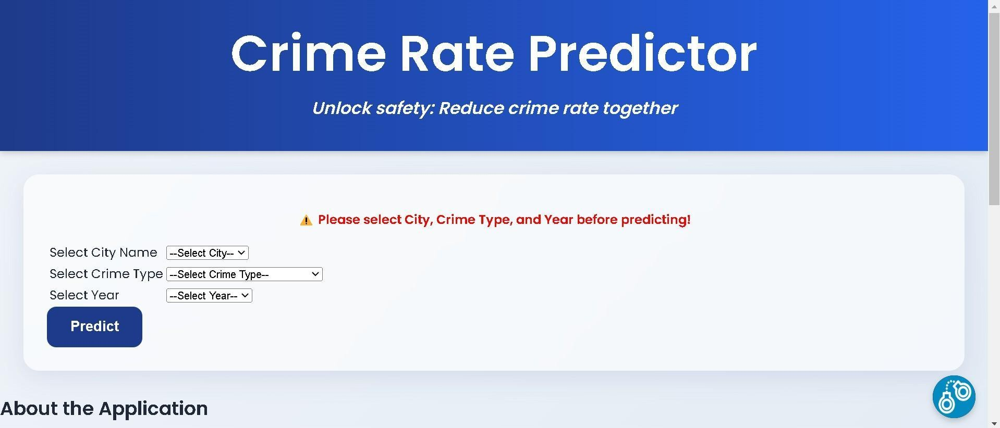 Crime Rate Predictor
Unlock safety: Reduce crime rate together
⚠ Please select City, Crime Type, and Year before predicting!
Select City Name --Select City--
Select Crime Type --Select Crime Type--
Select Year --Select Year--
Predict
About the Application